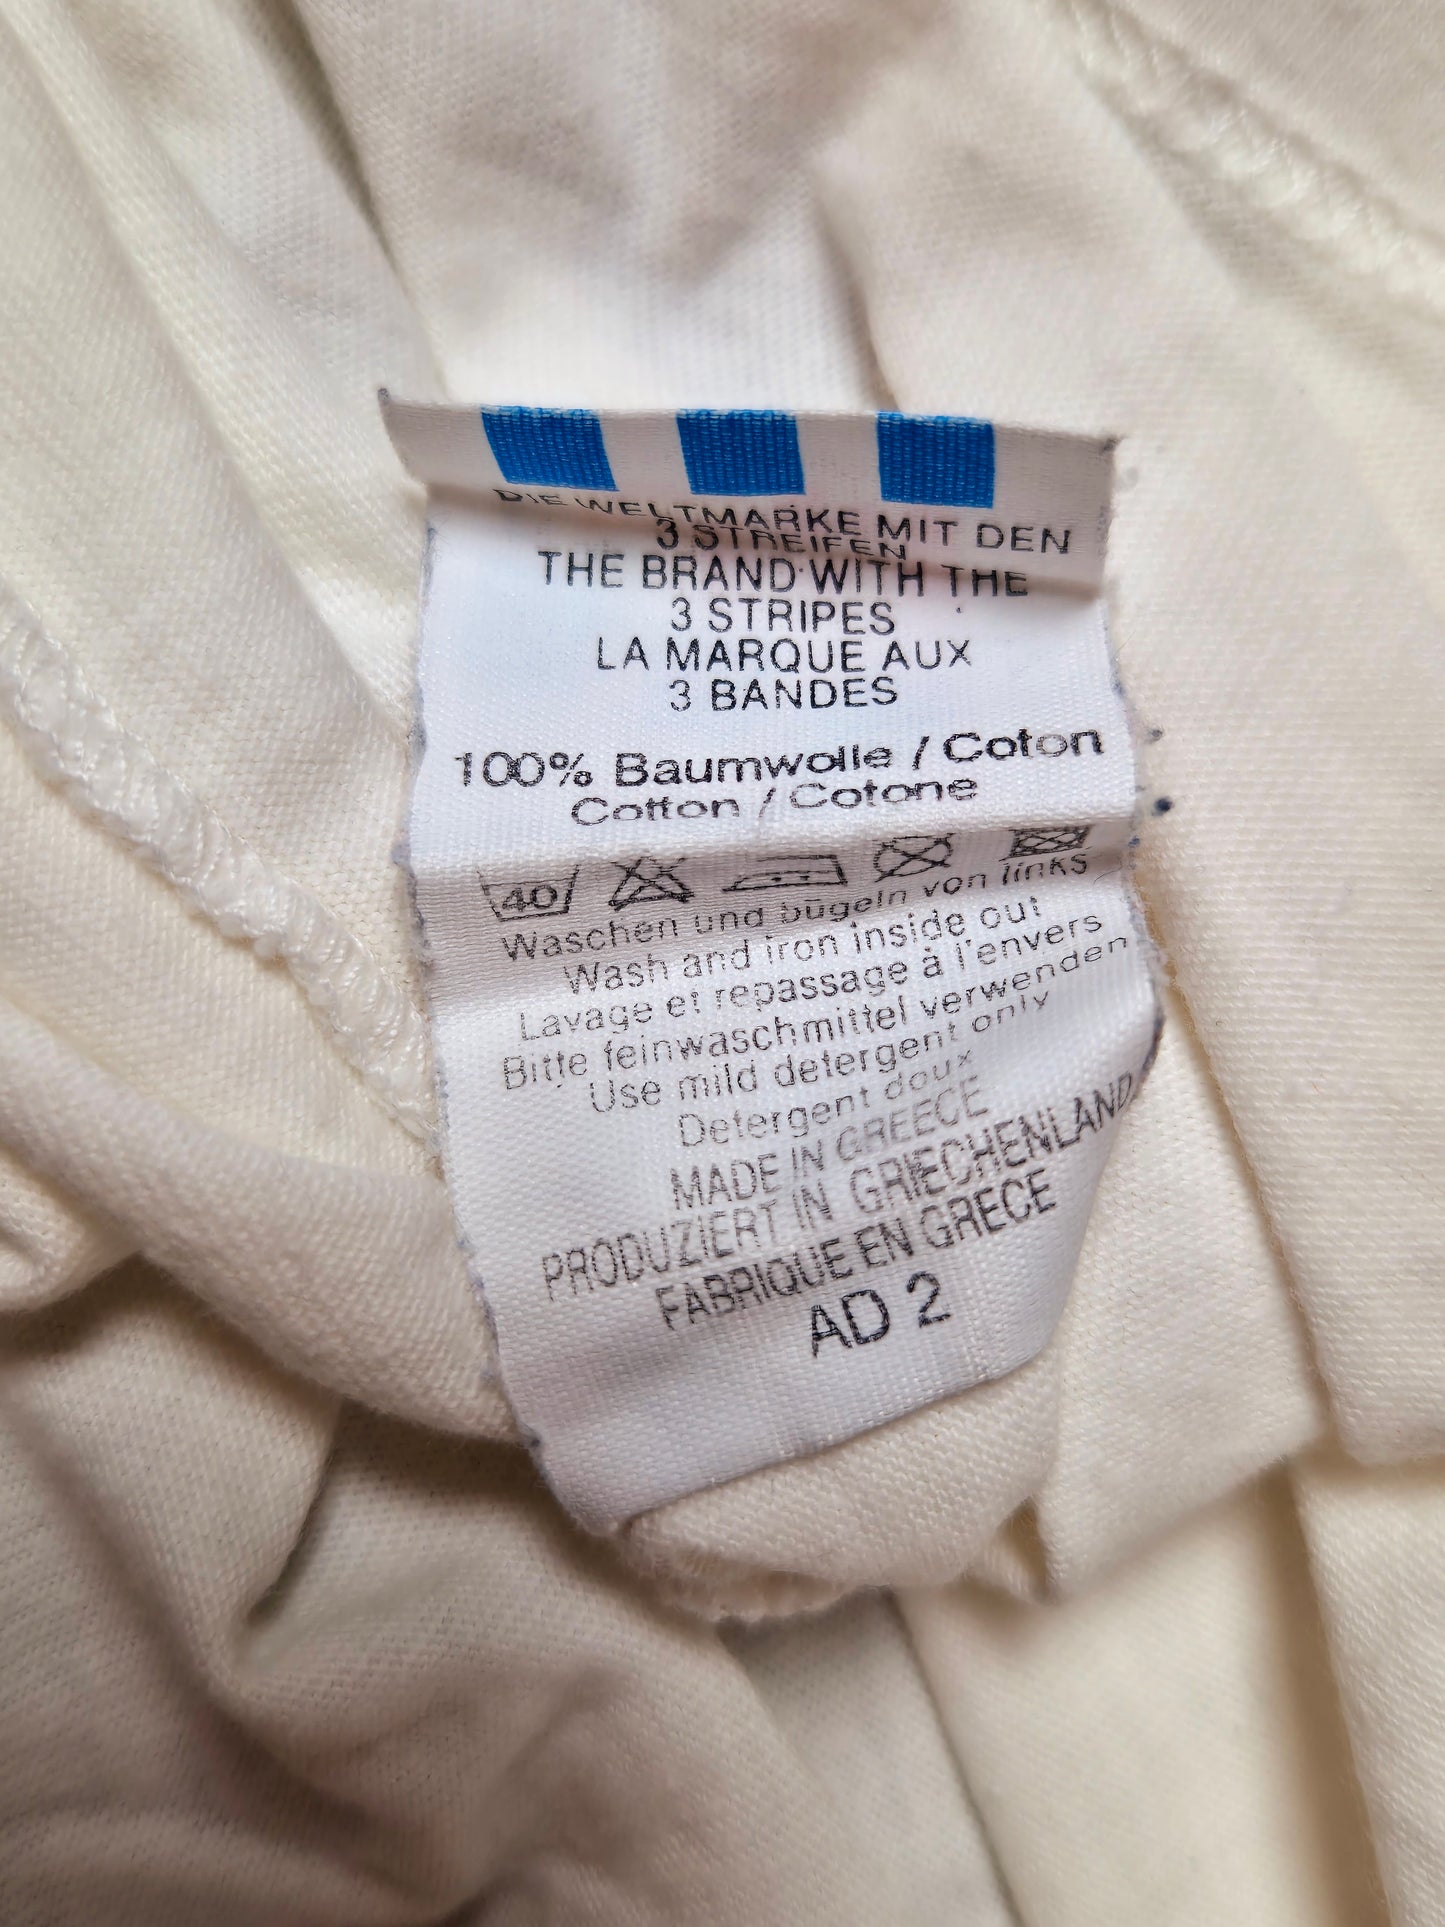 DIE WELTMARKE MIT DEN
3 STREIFEN
THE BRAND WITH THE
3 STRIPES
LA MARQUE AUX
3 BANDES
100% Baumwolle / Coton
Cotton / Cotone
40
Waschen und bügeln von links
Wash and iron inside out
Lavage et repassage à l'envers
Bitte feinwaschmittel verwenden
Use mild detergent only
Detergent doux
MADE IN GREECE
PRODUZIERT IN GRIECHENLAND
FABRIQUE EN GRECE
AD 2